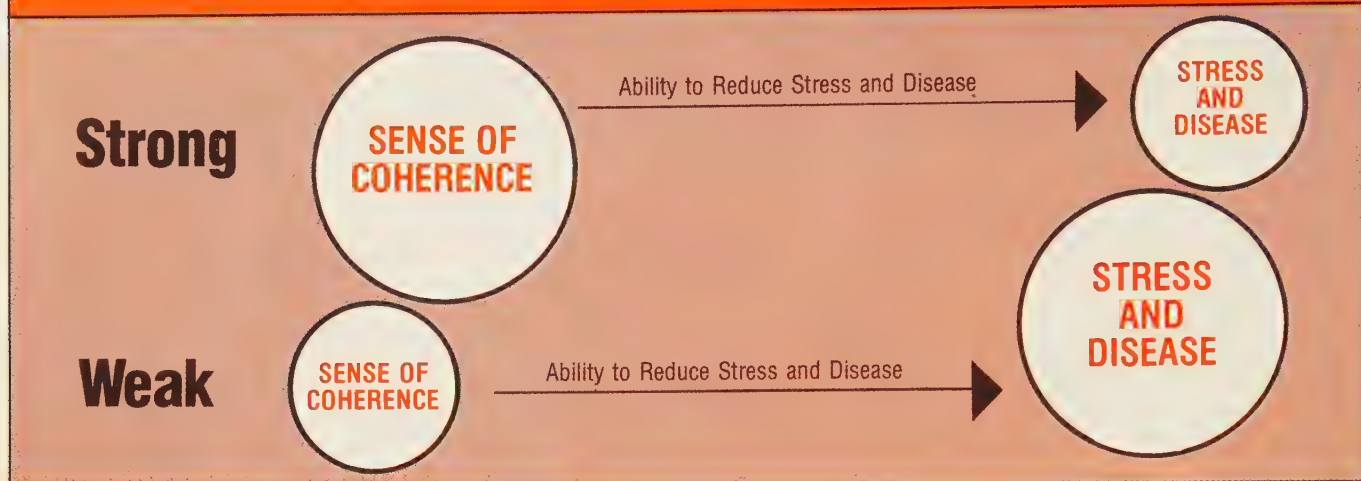 Strong
SENSE OF
COHERENCE
Ability to Reduce Stress and Disease
STRESS
AND
DISEASE
Weak
SENSE OF
COHERENCE
Ability to Reduce Stress and Disease
STRESS
AND
DISEASE